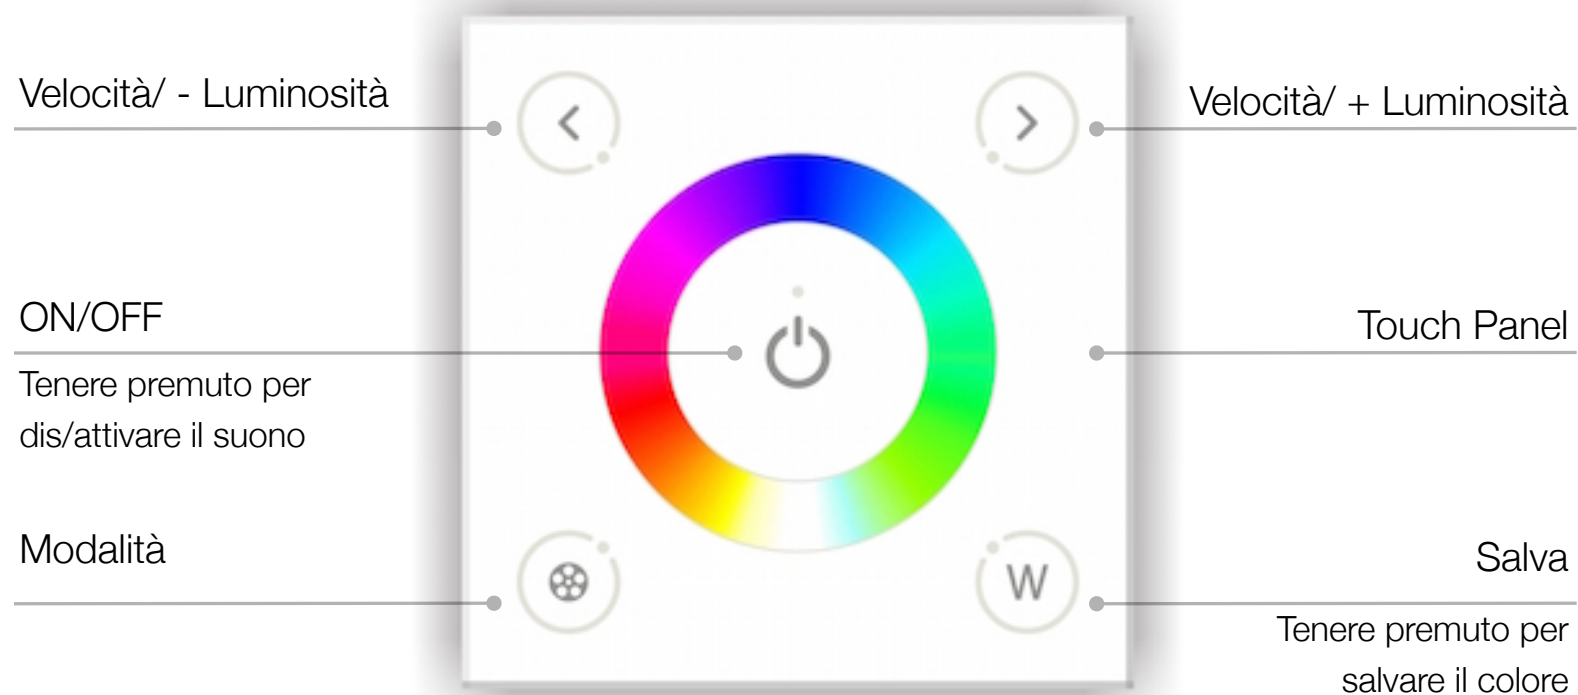 Velocità/ - Luminosità
Velocità/ + Luminosità
ON/OFF
Tenere premuto per
dis/attivare il suono
Touch Panel
Modalità
W
Salva
Tenere premuto per
salvare il colore